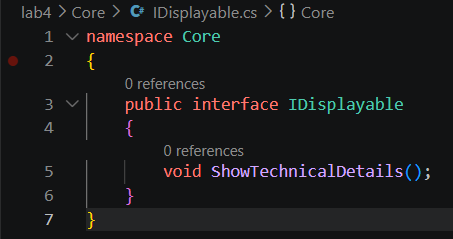 lab4 > Core > IDisplayable.cs > {} Core
1 namespace Core
2 {
0 references
3 public interface IDisplayable
4 {
0 references
5 void ShowTechnicalDetails();
6 }
7 }